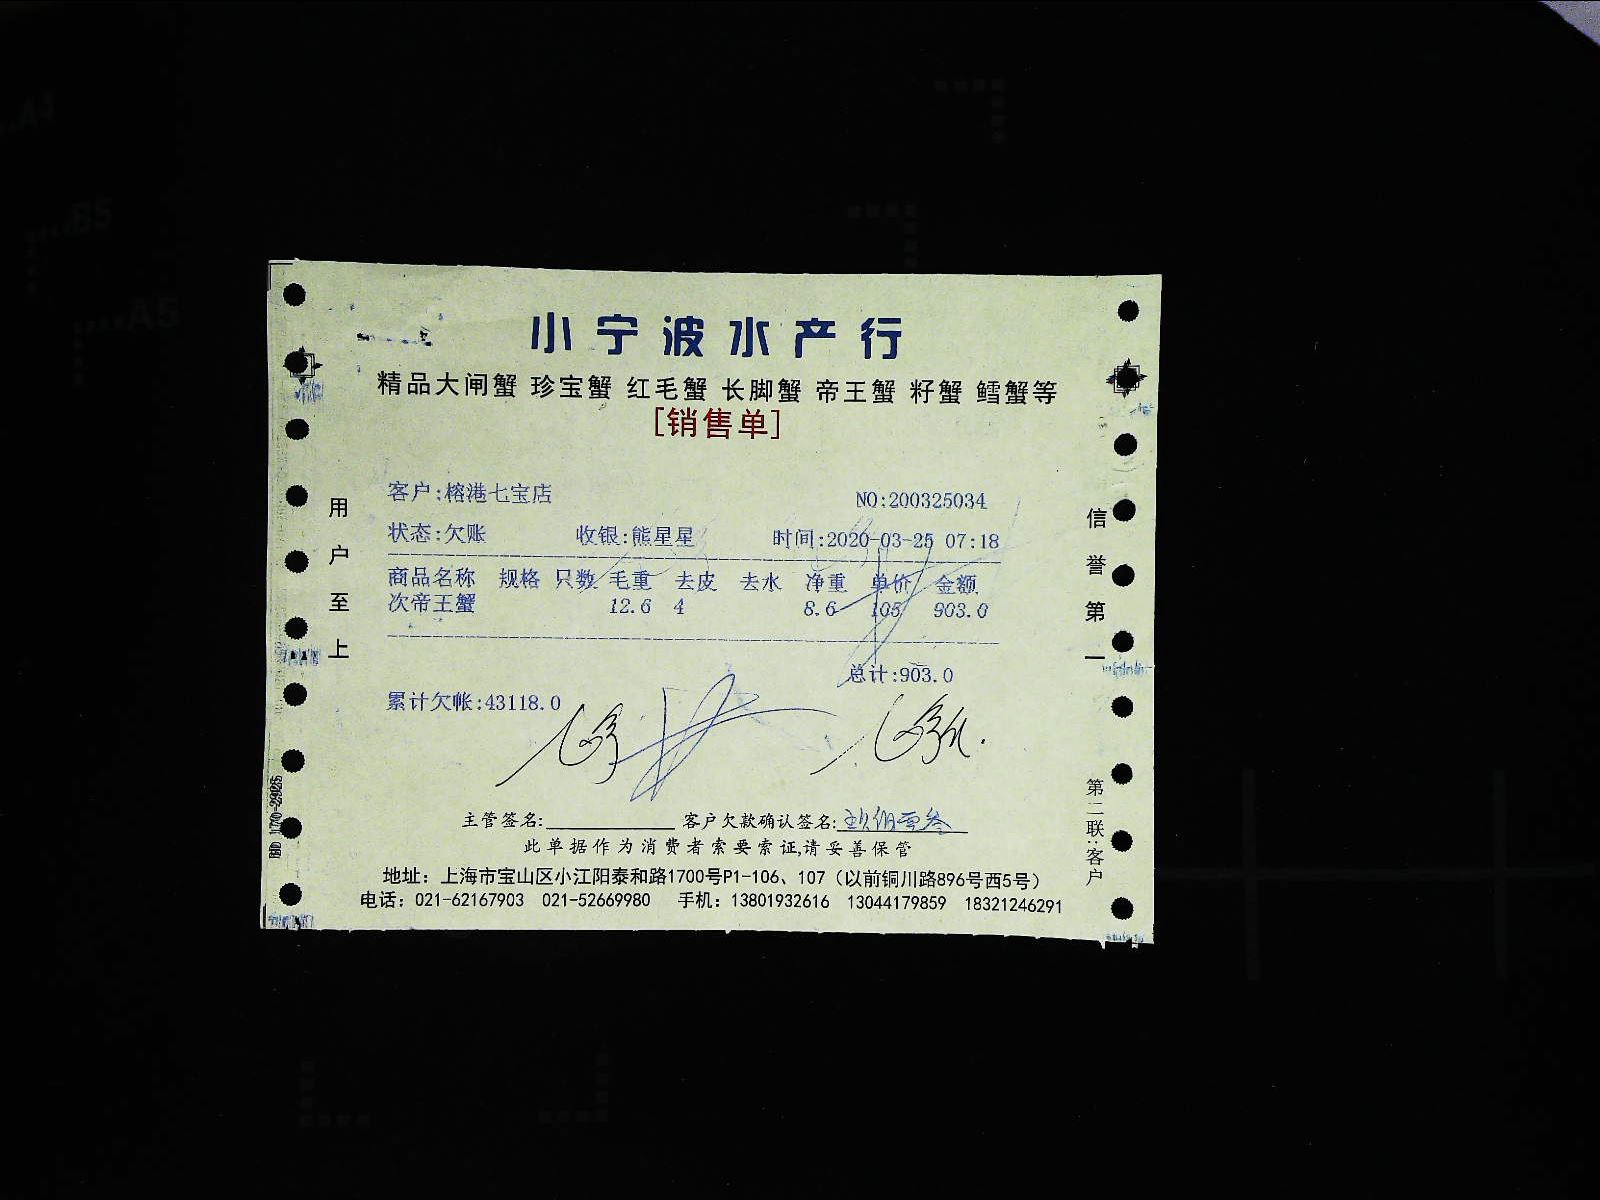 小宁波水产行
精品大闸蟹 珍宝蟹 红毛蟹 长脚蟹 帝王蟹 籽蟹 鳕蟹等
[销售单]
客户:榕港七宝店 NO:200325034
状态:欠账 收银:熊星星 时间:2020-03-25 07:18
商品名称 规格 只数 毛重 去皮 去水 净重 单价 金额
次帝王蟹 12.6 4 8.6 105 903.0
总计:903.0
累计欠帐:43118.0
主管签名: 客户欠款确认签名:玖佰零叁
此单据作为消费者索要索证,请妥善保管
地址：上海市宝山区小江阳泰和路1700号P1-106、107（以前铜川路896号西5号）
电话：021-62167903 021-52669980 手机：13801932616 13044179859 18321246291
用户至上
信誉第一
第二联:客户
A4
B5
A5